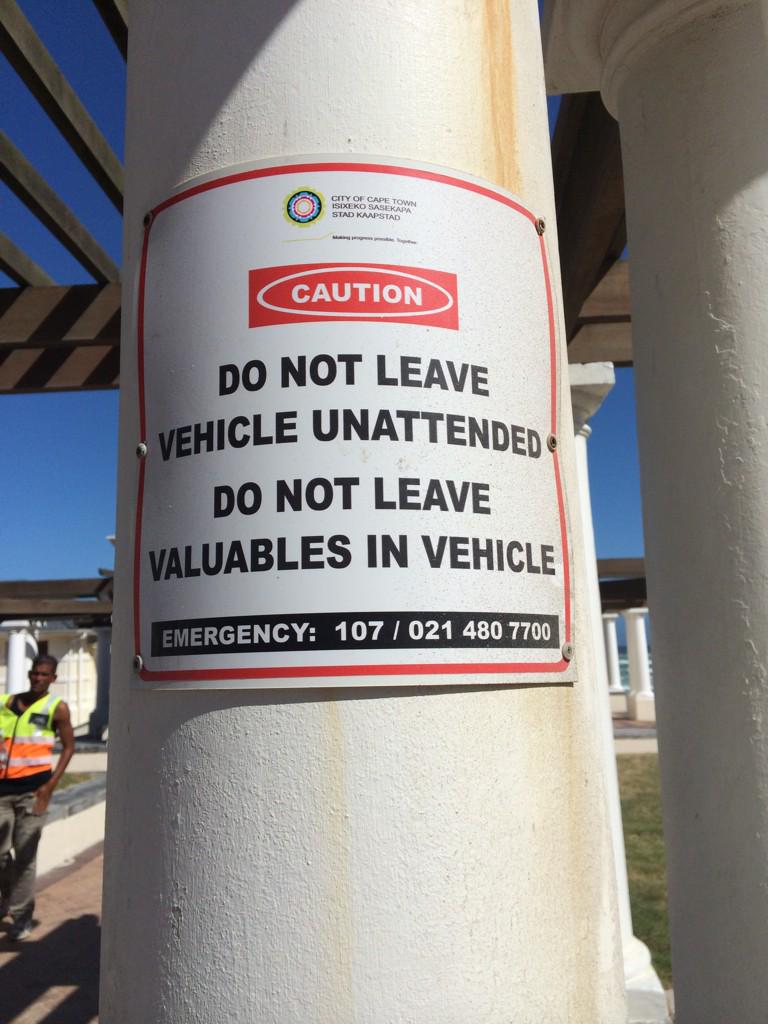 CITY OF CAPE TOWN
ISIXEKO SASEKAPA
STAD KAAPSTAD
Making progress possible. Together.
CAUTION
DO NOT LEAVE
VEHICLE UNATTENDED
DO NOT LEAVE
VALUABLES IN VEHICLE
EMERGENCY: 107 / 021 480 7700